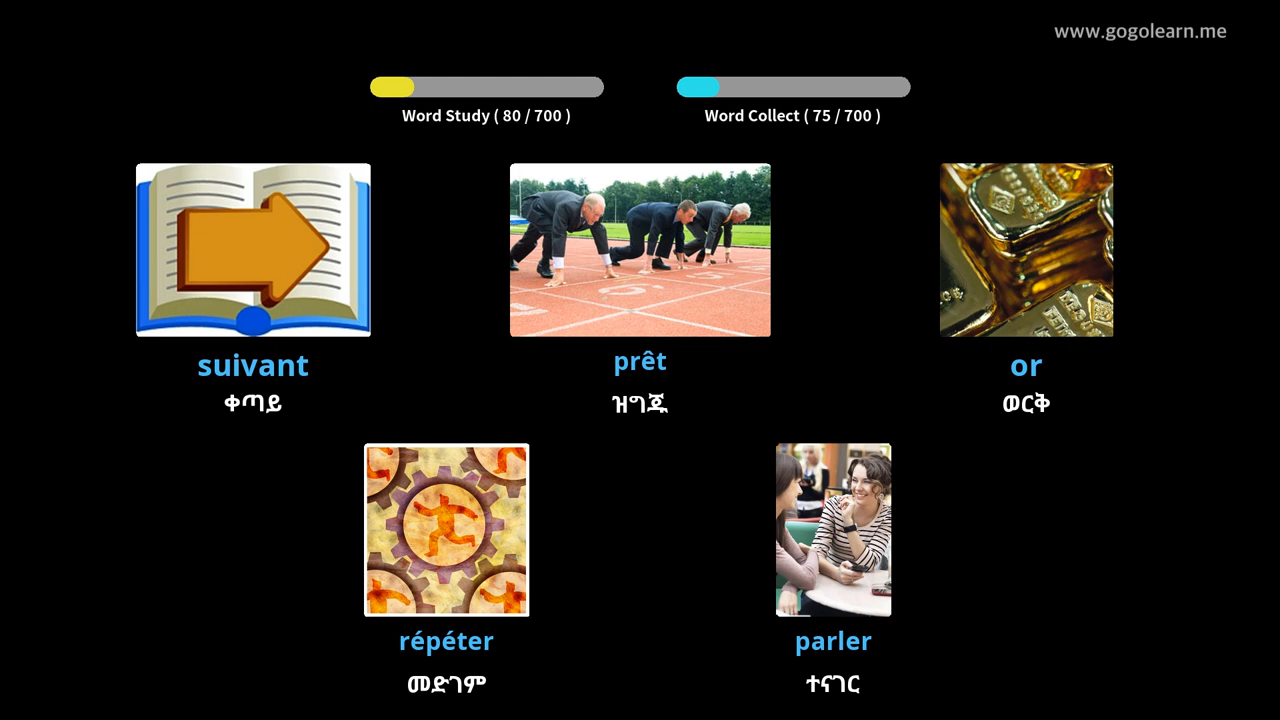 www.gogolearn.me
Word Study ( 80 / 700 )
Word Collect ( 75 / 700 )
suivant
ቀጣይ
prêt
ዝግጁ
or
ወርቅ
répéter
መድገም
parler
ተናገር